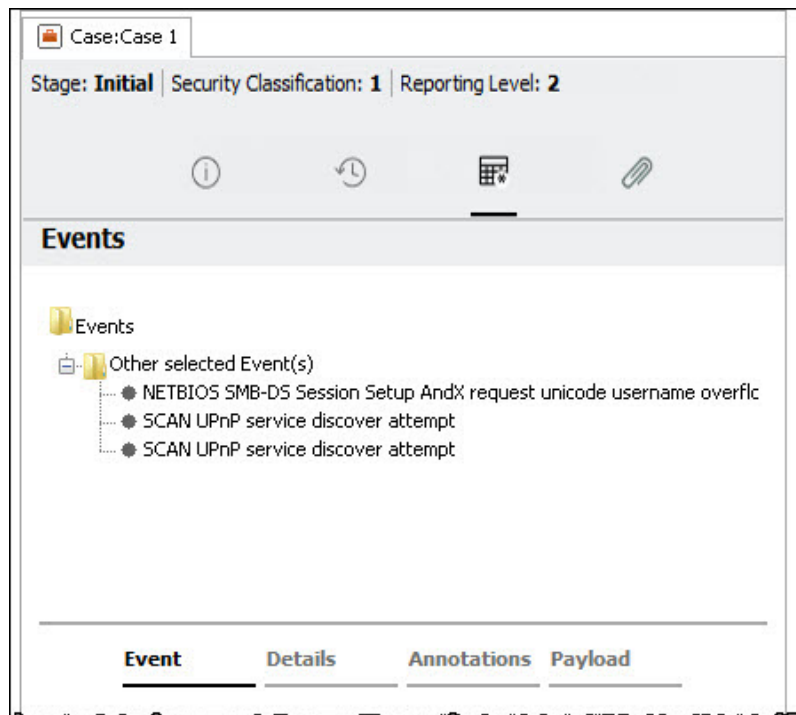 Case:Case 1
Stage: Initial Security Classification: 1 Reporting Level: 2
Events
Events
Other selected Event(s)
NETBIOS SMB-DS Session Setup AndX request unicode username overflc
SCAN UPnP service discover attempt
SCAN UPnP service discover attempt
Event Details Annotations Payload